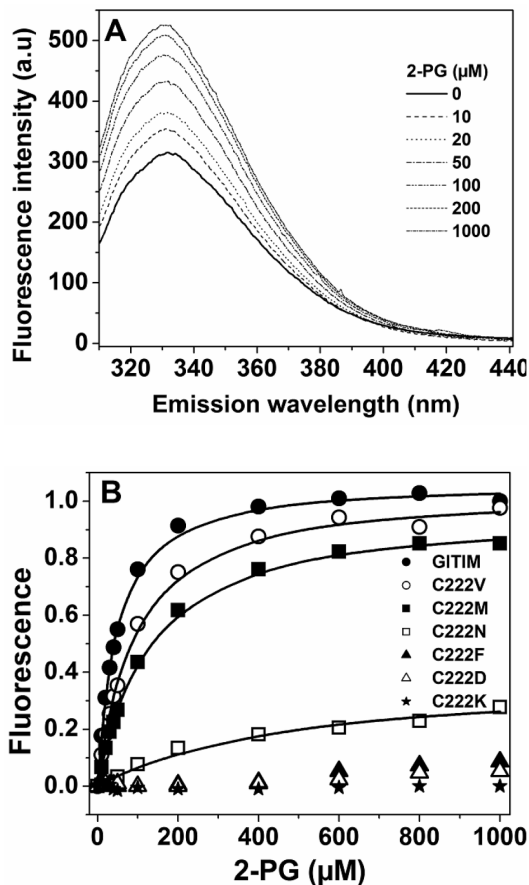 A
500
400
300
200
100
0
Fluorescence intensity (a.u)
2-PG (µM)
0
10
20
50
100
200
1000
320 340 360 380 400 420 440
Emission wavelength (nm)
B
1.0
0.8
0.6
0.4
0.2
0.0
Fluorescence
GlTIM
C222V
C222M
C222N
C222F
C222D
C222K
0 200 400 600 800 1000
2-PG (µM)